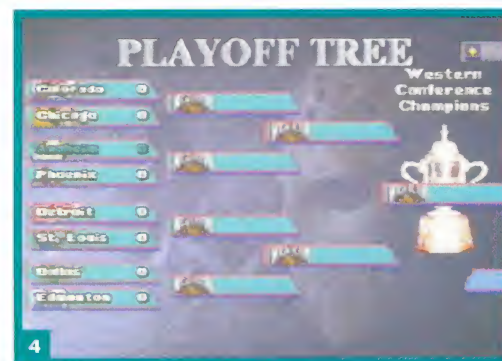 PLAYOFF TREE
Western
Conference
Champions
Colorado 0
Chicago 0
0
Phoenix 0
Detroit 0
St. Louis 0
Dallas 0
Edmonton 0
4